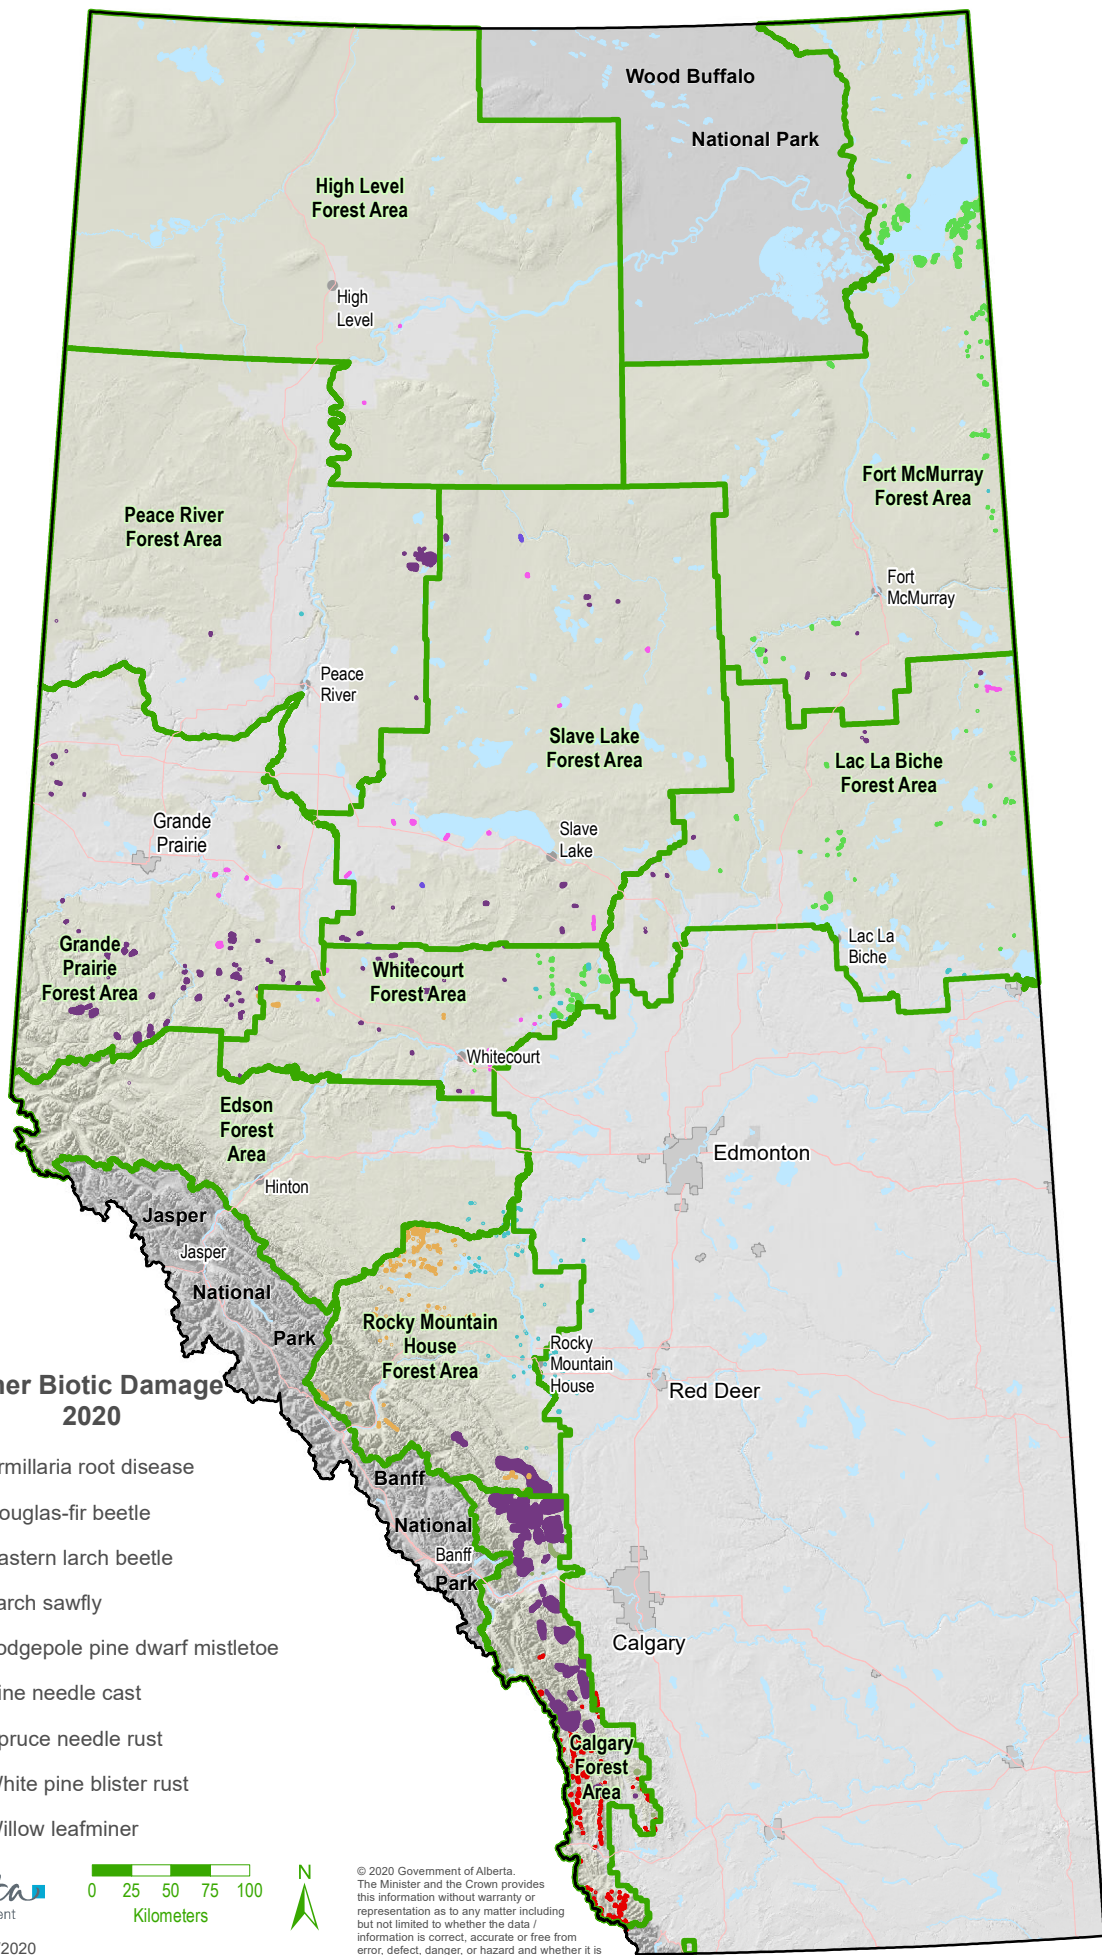 Wood Buffalo
National Park
High Level
Forest Area
High
Level
Fort McMurray
Forest Area
Peace River
Forest Area
Fort
McMurray
Peace
River
Slave Lake
Forest Area
Lac La Biche
Forest Area
Grande
Prairie
Slave
Lake
Grande
Prairie
Forest Area
Lac La
Biche
Whitecourt
Forest Area
Whitecourt
Edson
Forest
Area
Edmonton
Hinton
Jasper
Jasper
National
Park
Rocky Mountain
House
Forest Area
Rocky
Mountain
House
Red Deer
Banff
National
Banff
Park
Calgary
Calgary
Forest
Area
her Biotic Damage
2020
rmillaria root disease
ouglas-fir beetle
astern larch beetle
arch sawfly
odgepole pine dwarf mistletoe
ine needle cast
pruce needle rust
White pine blister rust
Willow leafminer
ent
0 25 50 75 100
Kilometers
N
/2020
© 2020 Government of Alberta.
The Minister and the Crown provides
this information without warranty or
representation as to any matter including
but not limited to whether the data /
information is correct, accurate or free from
error, defect, danger, or hazard and whether it is